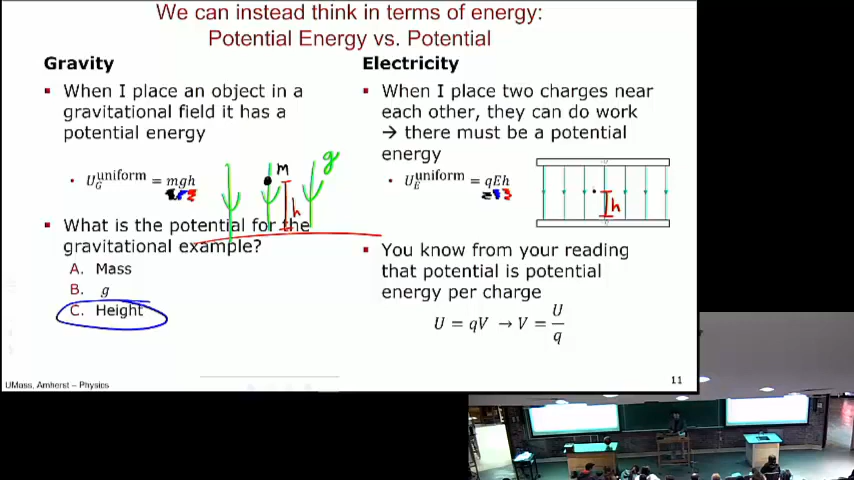 We can instead think in terms of energy:
Potential Energy vs. Potential
Gravity
▪ When I place an object in a
gravitational field it has a
potential energy
• U_G^uniform = mgh
m
g
h
▪ What is the potential for the
gravitational example?
A. Mass
B. g
C. Height
Electricity
▪ When I place two charges near
each other, they can do work
→ there must be a potential
energy
• U_E^uniform = qEh
h
▪ You know from your reading
that potential is potential
energy per charge
U = qV → V = U/q
UMass, Amherst – Physics
11